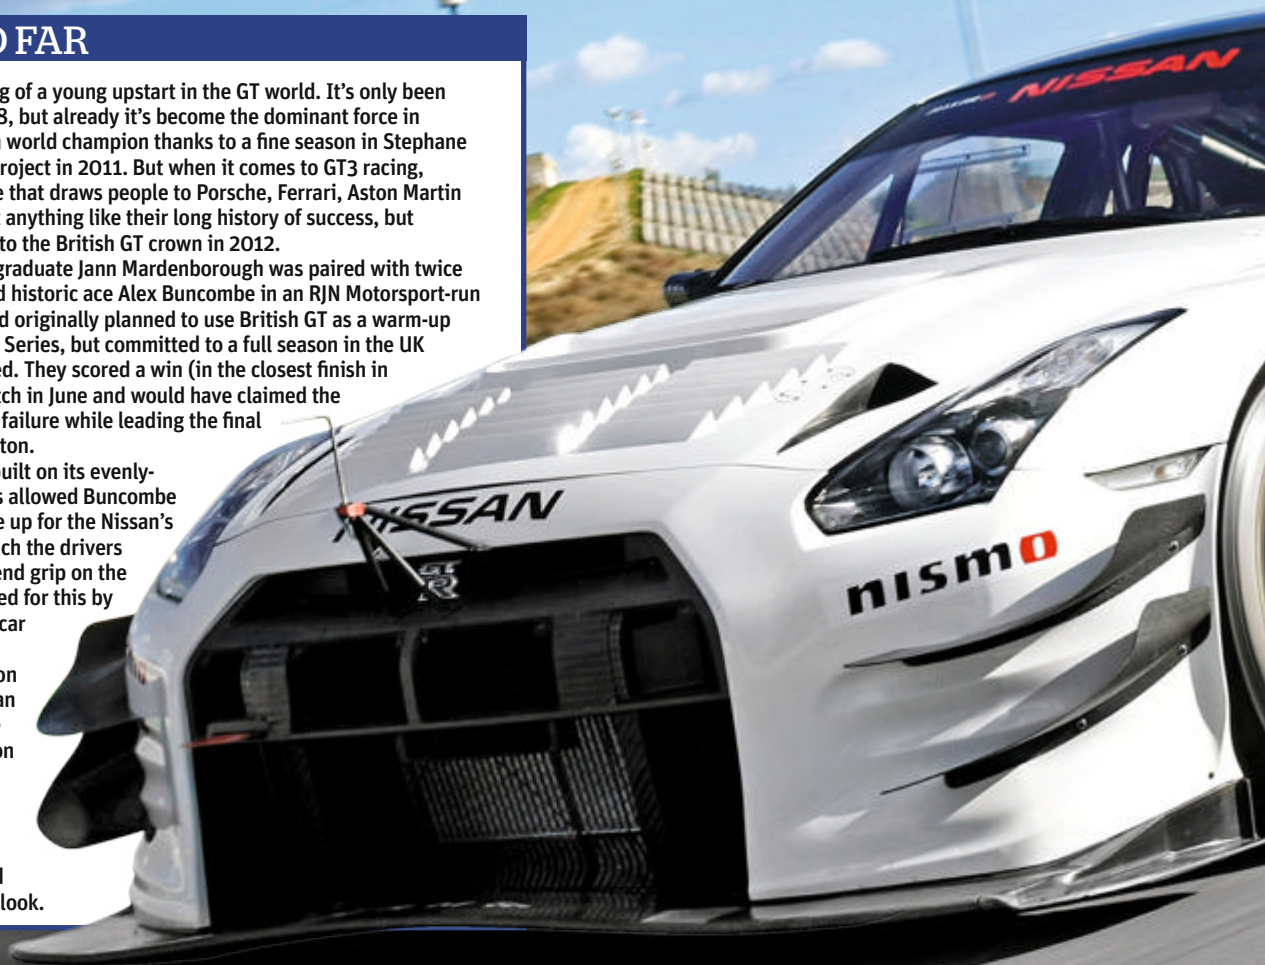 FAR
g of a young upstart in the GT world. It's only been
8, but already it's become the dominant force in
world champion thanks to a fine season in Stephane
roject in 2011. But when it comes to GT3 racing,
e that draws people to Porsche, Ferrari, Aston Martin
anything like their long history of success, but
to the British GT crown in 2012.
graduate Jann Mardenborough was paired with twice
d historic ace Alex Buncombe in an RJN Motorsport-run
d originally planned to use British GT as a warm-up
Series, but committed to a full season in the UK
ed. They scored a win (in the closest finish in
tch in June and would have claimed the
failure while leading the final
ton.
uilt on its evenly-
s allowed Buncombe
e up for the Nissan's
ch the drivers
end grip on the
ed for this by
car
on
an
on
look.
NISSAN
NISSAN
GT
R
nismo